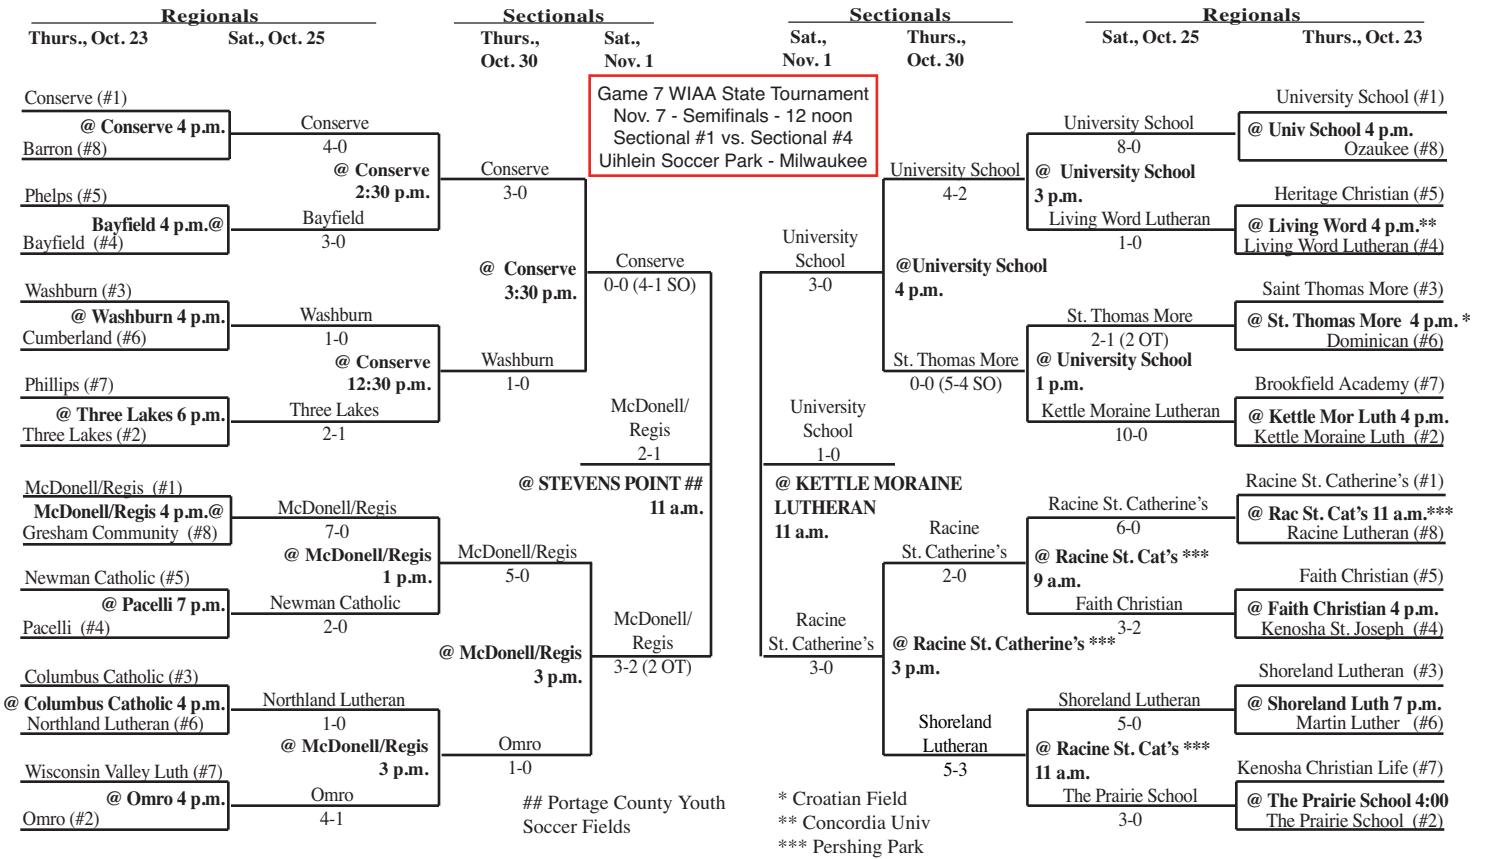 Regionals
Sectionals
Sectionals
Regionals
Thurs., Oct. 23
Sat., Oct. 25
Thurs.,
Oct. 30
Sat.,
Nov. 1
Sat.,
Nov. 1
Thurs.,
Oct. 30
Sat., Oct. 25
Thurs., Oct. 23
Game 7 WIAA State Tournament
Nov. 7 - Semifinals - 12 noon
Sectional #1 vs. Sectional #4
Uihlein Soccer Park - Milwaukee
Conserve (#1)
@ Conserve 4 p.m.
Barron (#8)
Phelps (#5)
Bayfield 4 p.m.@
Bayfield (#4)
Washburn (#3)
@ Washburn 4 p.m.
Cumberland (#6)
Phillips (#7)
@ Three Lakes 6 p.m.
Three Lakes (#2)
McDonell/Regis (#1)
McDonell/Regis 4 p.m.@
Gresham Community (#8)
Newman Catholic (#5)
@ Pacelli 7 p.m.
Pacelli (#4)
Columbus Catholic (#3)
@ Columbus Catholic 4 p.m.
Northland Lutheran (#6)
Wisconsin Valley Luth (#7)
@ Omro 4 p.m.
Omro (#2)
Conserve
4-0
@ Conserve
2:30 p.m.
Bayfield
3-0
Washburn
1-0
@ Conserve
12:30 p.m.
Three Lakes
2-1
McDonell/Regis
7-0
@ McDonell/Regis
1 p.m.
Newman Catholic
2-0
Northland Lutheran
1-0
@ McDonell/Regis
3 p.m.
Omro
4-1
Conserve
3-0
@ Conserve
3:30 p.m.
Washburn
1-0
McDonell/Regis
5-0
@ McDonell/Regis
3 p.m.
Omro
1-0
Conserve
0-0 (4-1 SO)
McDonell/
Regis
2-1
@ STEVENS POINT ##
11 a.m.
McDonell/
Regis
3-2 (2 OT)
## Portage County Youth
Soccer Fields
University
School
3-0
University
School
1-0
@ KETTLE MORAINE
LUTHERAN
11 a.m.
Racine
St. Catherine's
3-0
University School
4-2
@University School
4 p.m.
St. Thomas More
0-0 (5-4 SO)
Racine
St. Catherine's
2-0
@ Racine St. Catherine's ***
3 p.m.
Shoreland
Lutheran
5-3
* Croatian Field
** Concordia Univ
*** Pershing Park
University School
8-0
@ University School
3 p.m.
Living Word Lutheran
1-0
St. Thomas More
2-1 (2 OT)
@ University School
1 p.m.
Kettle Moraine Lutheran
10-0
Racine St. Catherine's
6-0
@ Racine St. Cat's ***
9 a.m.
Faith Christian
3-2
Shoreland Lutheran
5-0
@ Racine St. Cat's ***
11 a.m.
The Prairie School
3-0
University School (#1)
@ Univ School 4 p.m.
Ozaukee (#8)
Heritage Christian (#5)
@ Living Word 4 p.m.**
Living Word Lutheran (#4)
Saint Thomas More (#3)
@ St. Thomas More 4 p.m. *
Dominican (#6)
Brookfield Academy (#7)
@ Kettle Mor Luth 4 p.m.
Kettle Moraine Luth (#2)
Racine St. Catherine's (#1)
@ Rac St. Cat's 11 a.m.***
Racine Lutheran (#8)
Faith Christian (#5)
@ Faith Christian 4 p.m.
Kenosha St. Joseph (#4)
Shoreland Lutheran (#3)
@ Shoreland Luth 7 p.m.
Martin Luther (#6)
Kenosha Christian Life (#7)
@ The Prairie School 4:00
The Prairie School (#2)